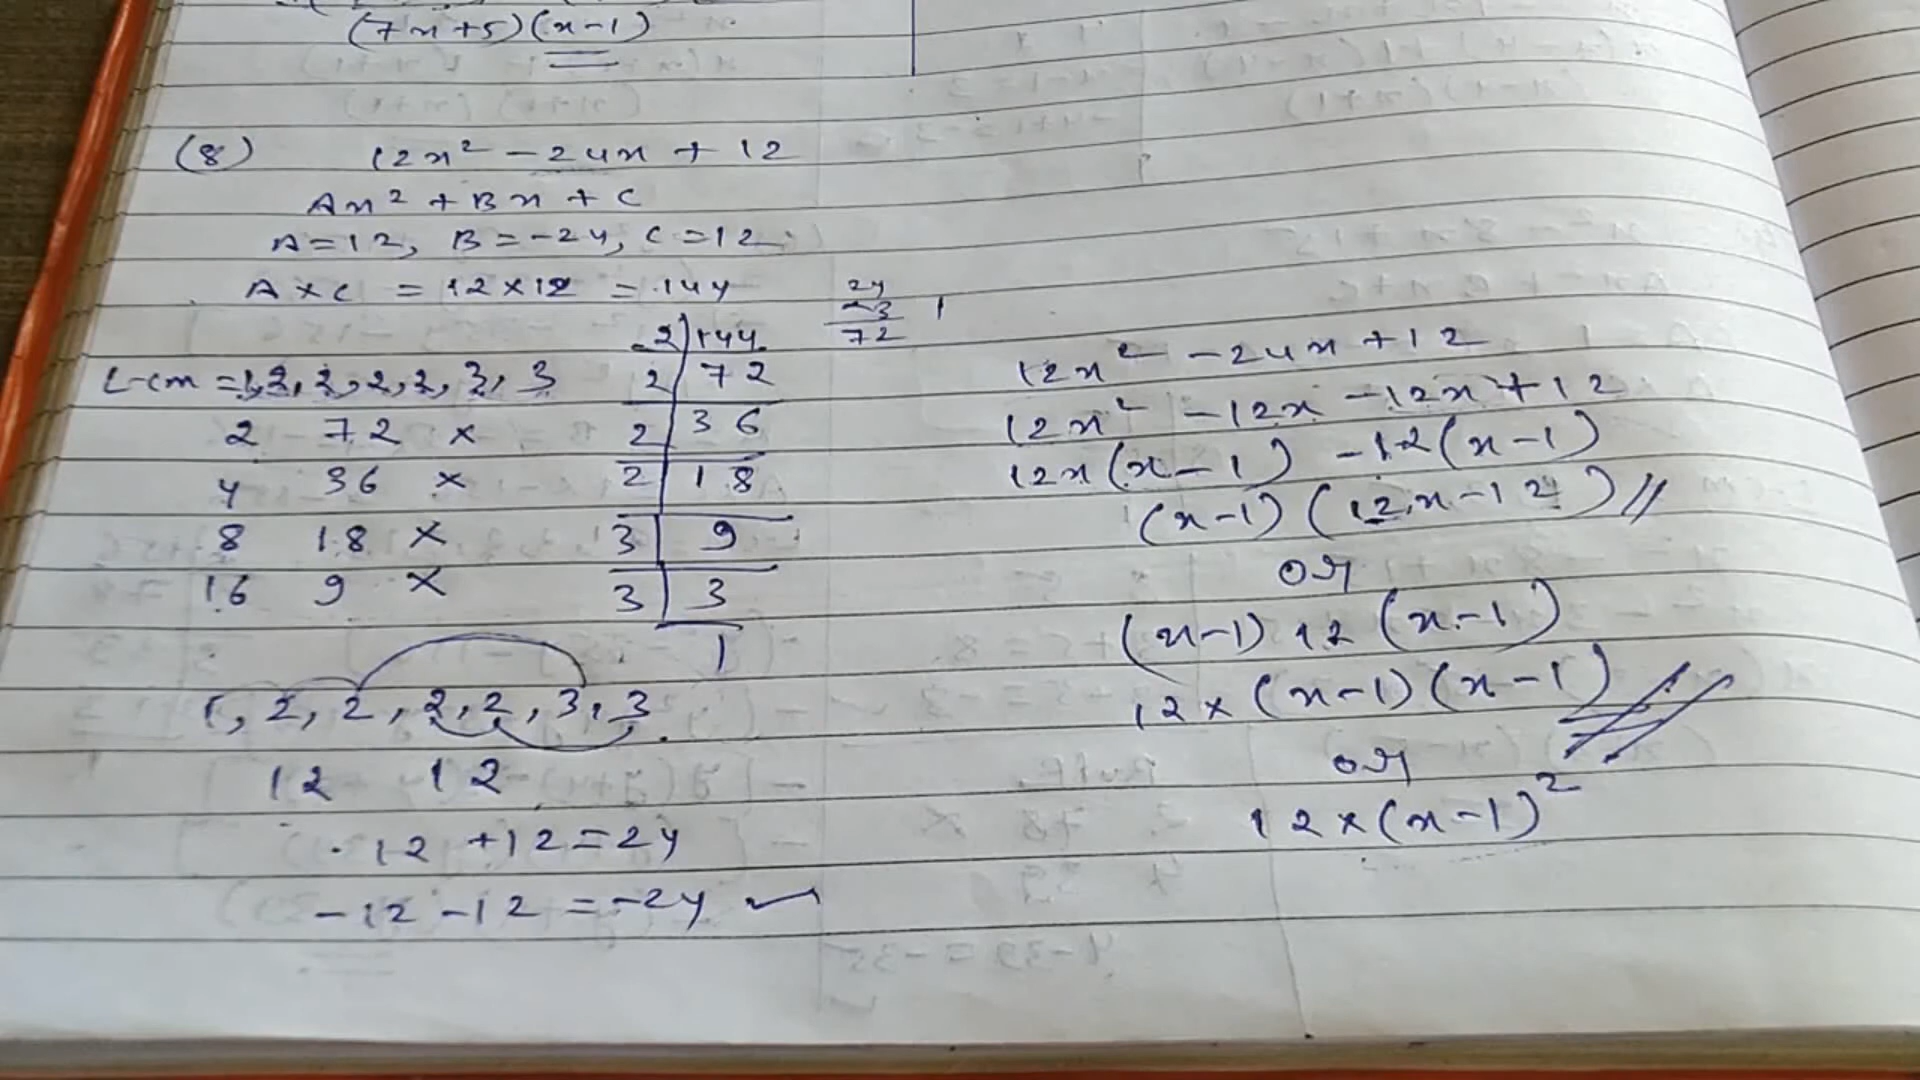 (7x+5)(x-1)
(8) 12x² - 24x + 12
Ax² + Bx + C
A=12, B=-24, C=12
A×C = 12×12 = 144
24
3
72
Lcm = 1,2,2,2,2,3,3
2 72 ×
4 36 ×
8 18 ×
16 9 ×
2 144
2 72
2 36
2 18
3 9
3 3
1
1, 2, 2, 2, 2, 3, 3
12 12
12 +12=24
-12-12=-24 ✓
12x² -24x+12
12x² -12x -12x+12
12x(x-1) -12(x-1)
(x-1)(12x-12)//
or
(x-1) 12 (x-1)
12×(x-1)(x-1)
or
12×(x-1)²